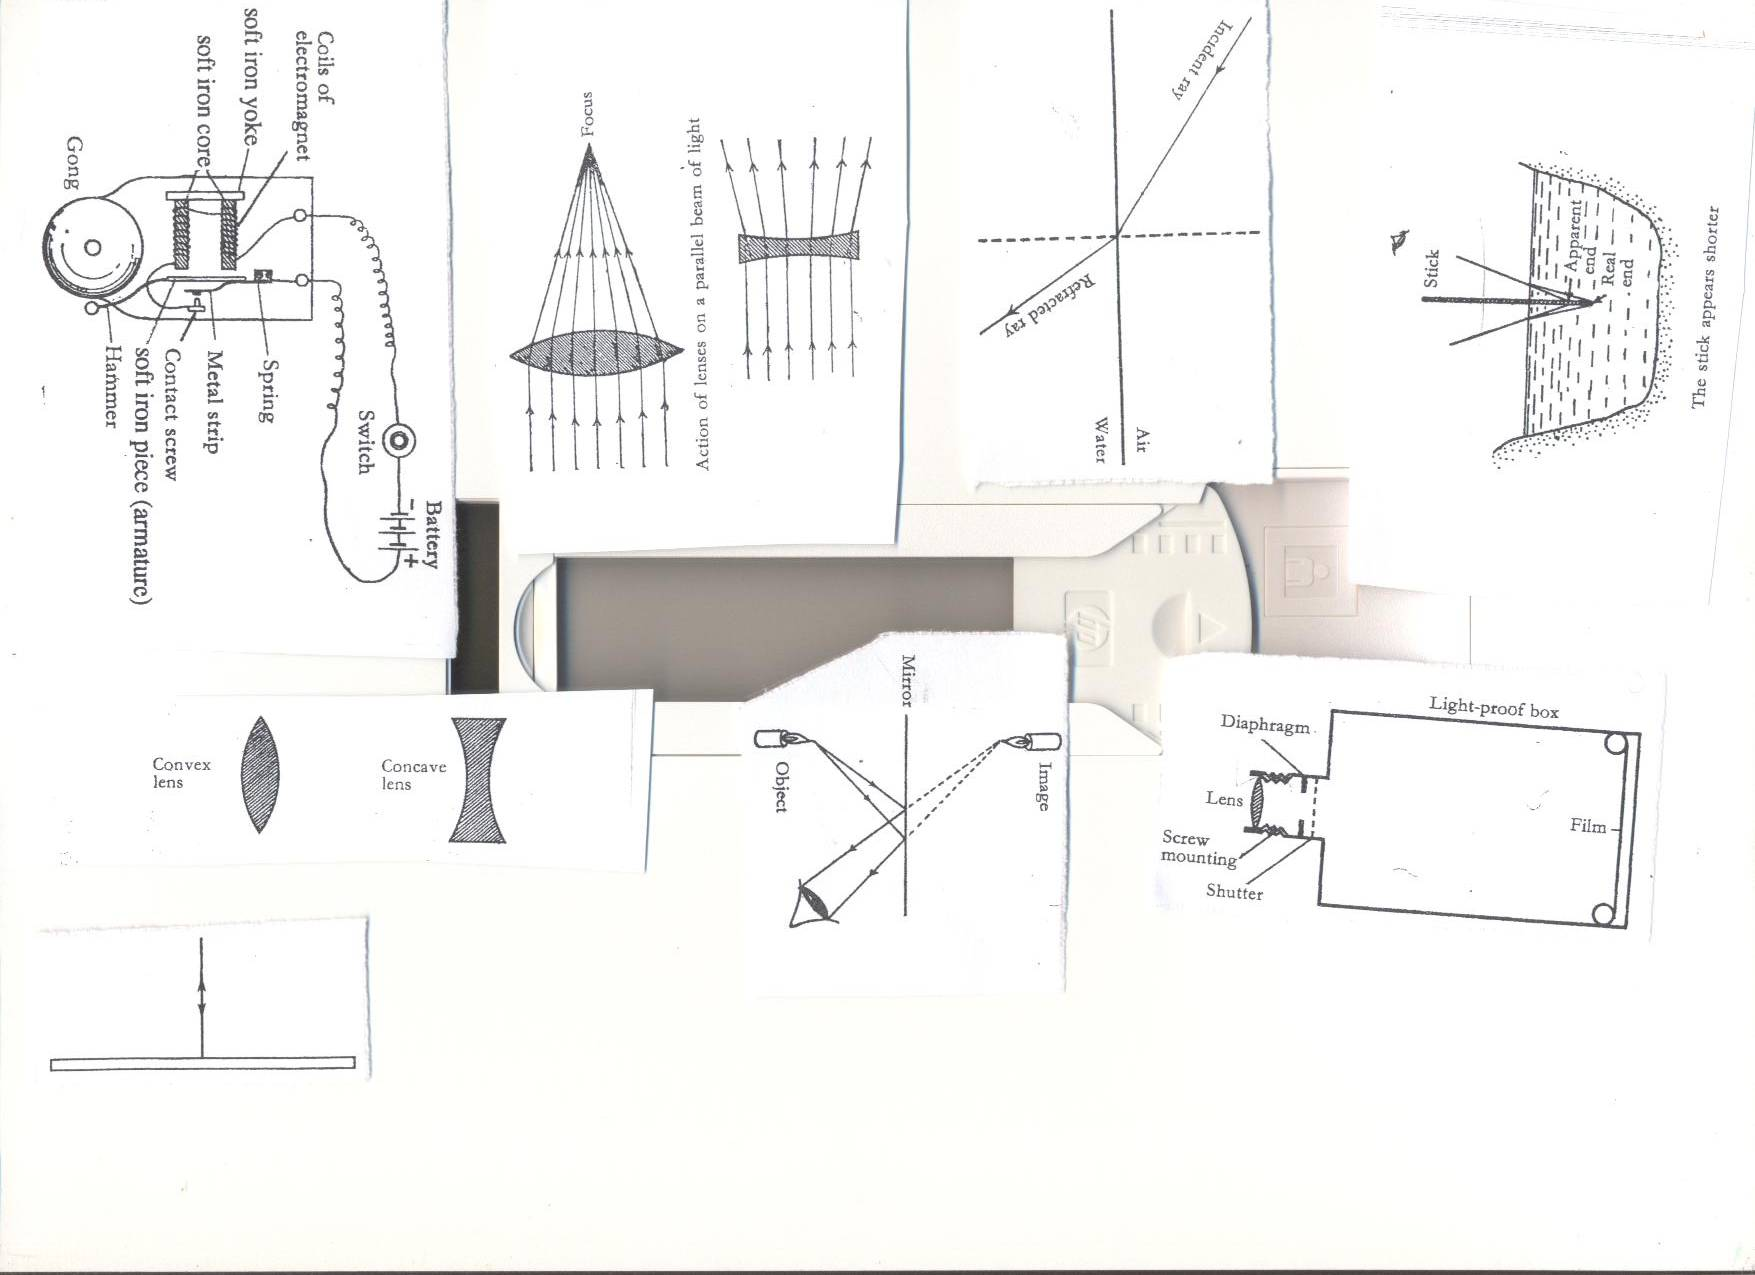 Coils of
electromagnet
soft iron yoke
soft iron core
Gong
Hammer
soft iron piece (armature)
Contact screw
Metal strip
Spring
Switch
Battery
- +
Focus
Action of lenses on a parallel beam of light
Incident ray
Refracted ray
Air
Water
Stick
Apparent
end
Real
end
The stick appears shorter
hp
Convex
lens
Concave
lens
Mirror
Object
Image
Light-proof box
Diaphragm
Lens
Screw
mounting
Shutter
Film